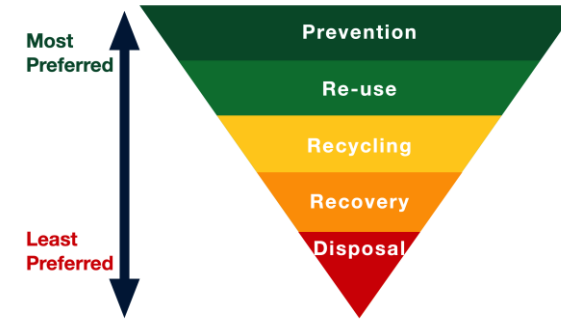 Most
Preferred
Prevention
Re-use
Recycling
Recovery
Disposal
Least
Preferred